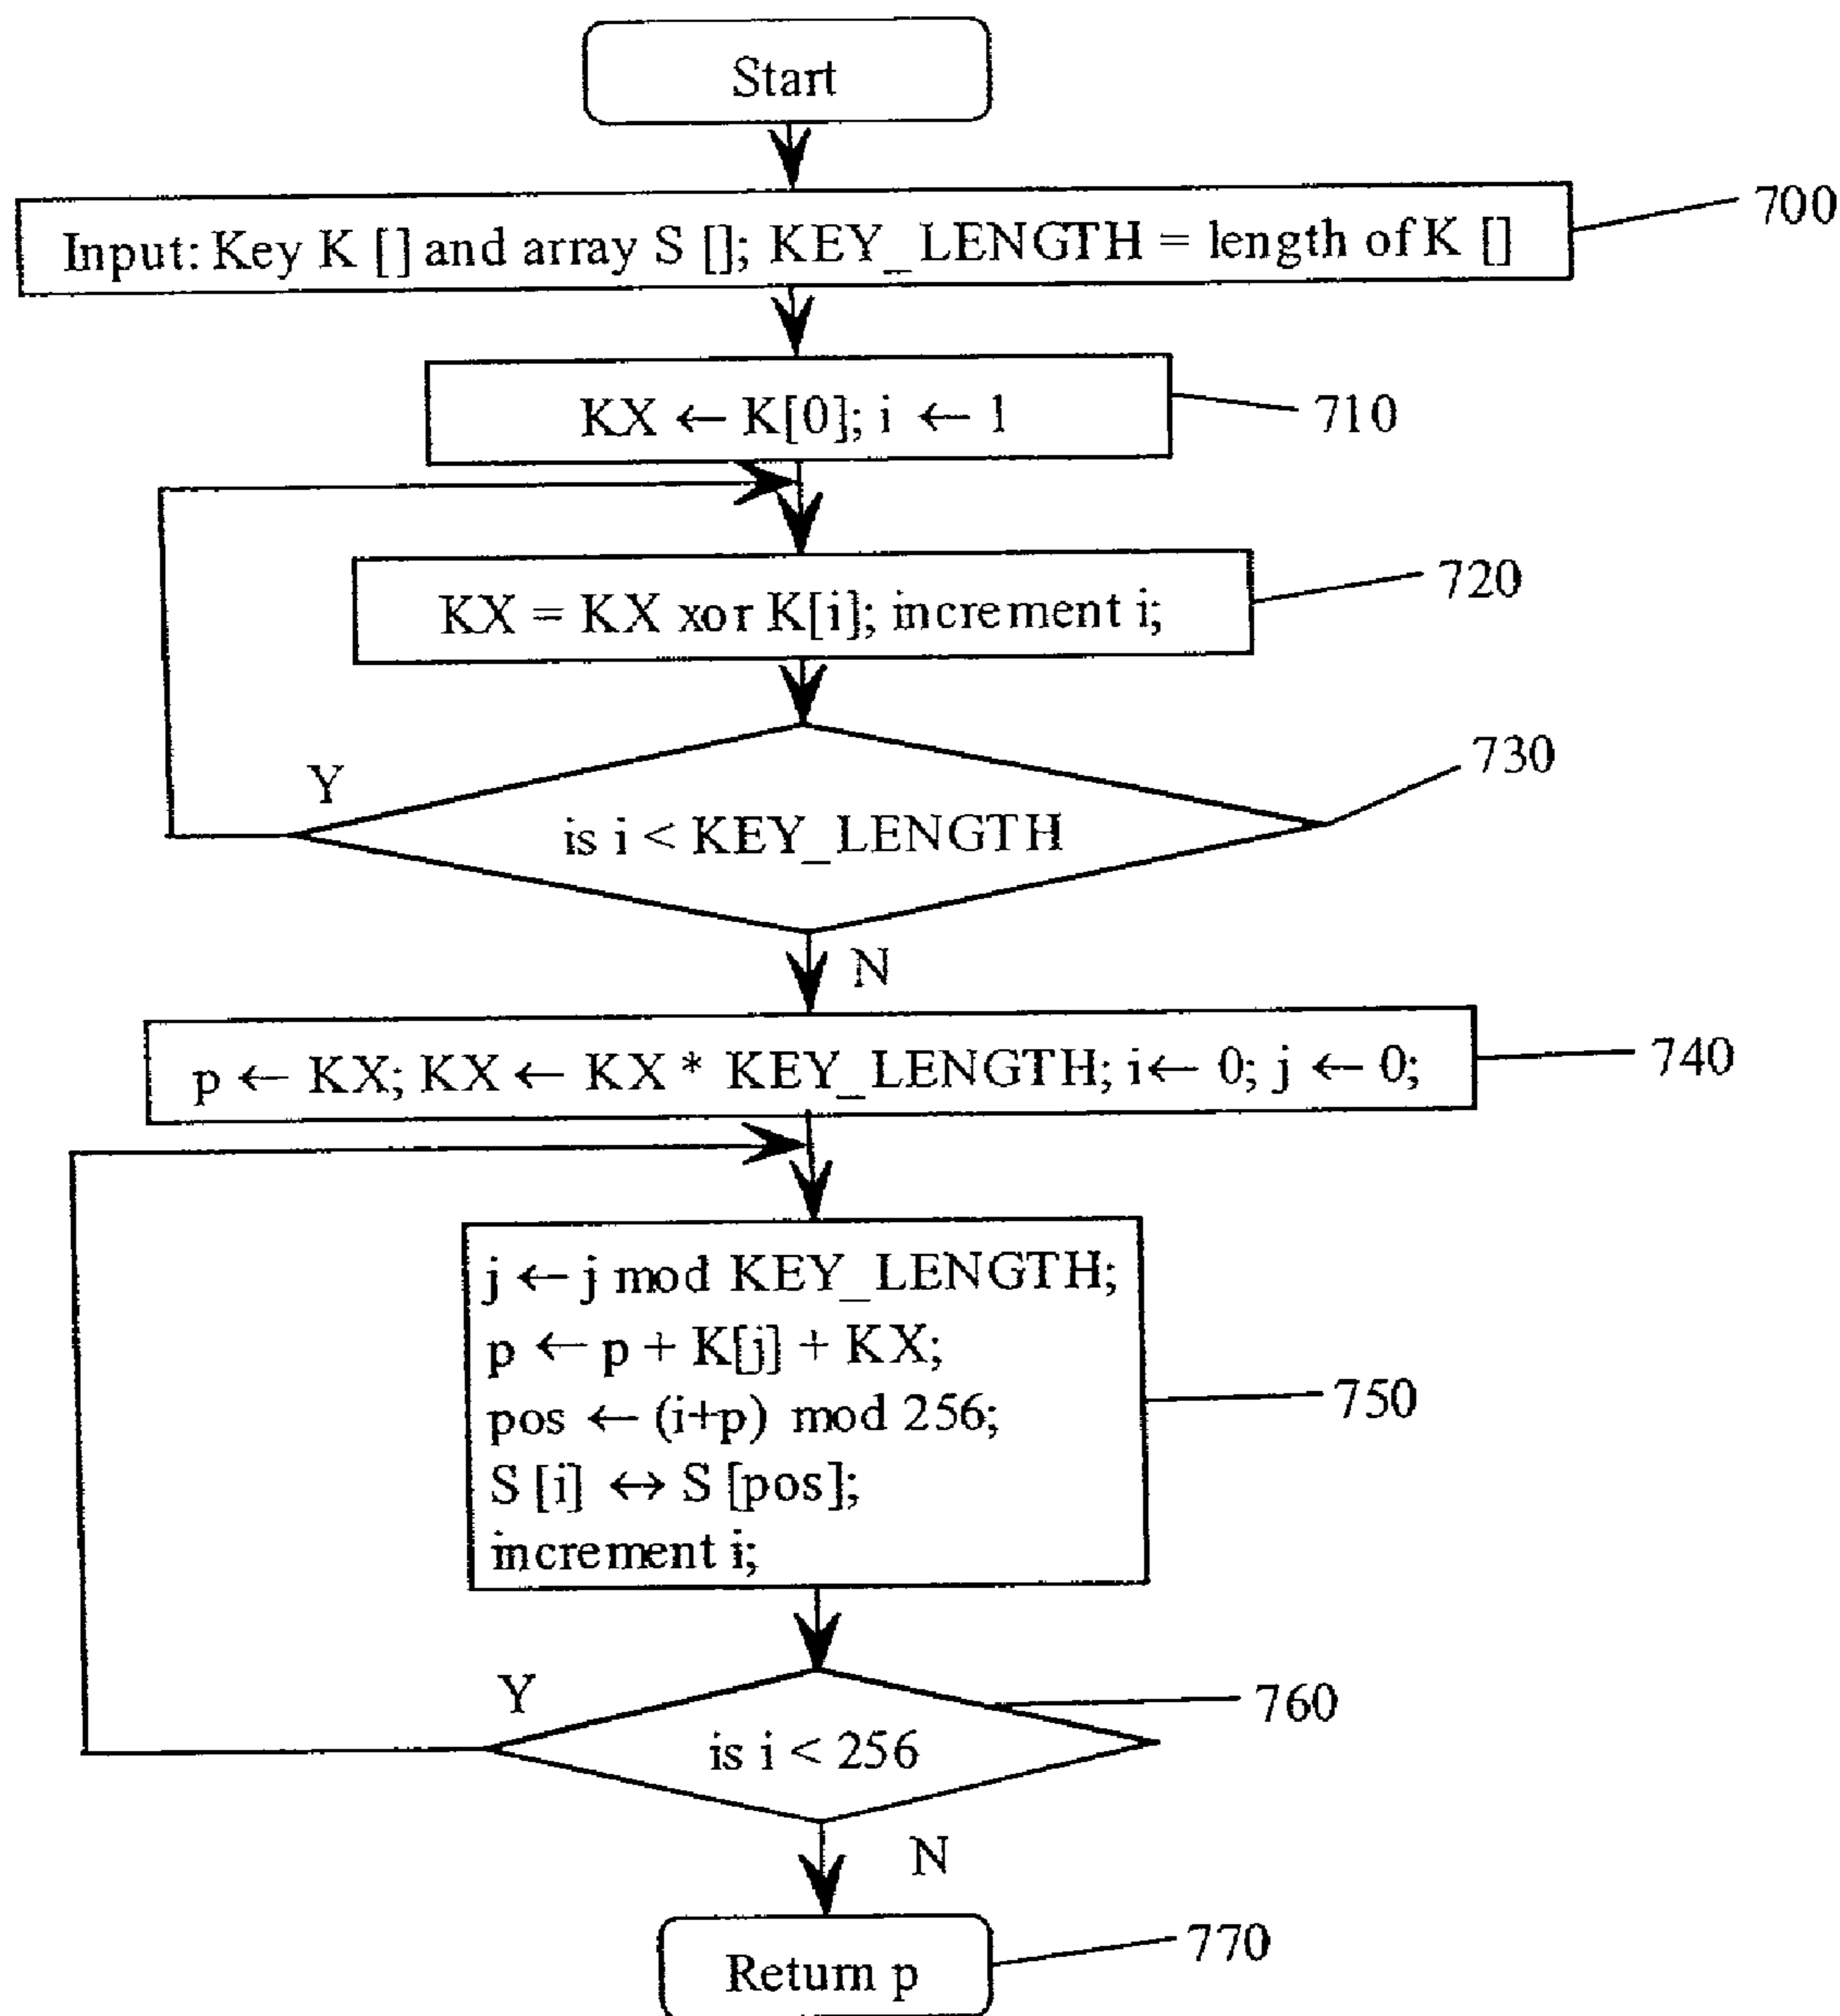 Start
Input: Key K [] and array S []; KEY_LENGTH = length of K []
700
KX ← K[0]; i ← 1
710
KX = KX xor K[i]; increment i;
720
730
Y
is i < KEY_LENGTH
N
p ← KX; KX ← KX * KEY_LENGTH; i← 0; j ← 0;
740
j ← j mod KEY_LENGTH;
p ← p + K[j] + KX;
pos ← (i+p) mod 256;
S [i] ↔ S [pos];
increment i;
750
Y
760
is i < 256
N
Return p
770